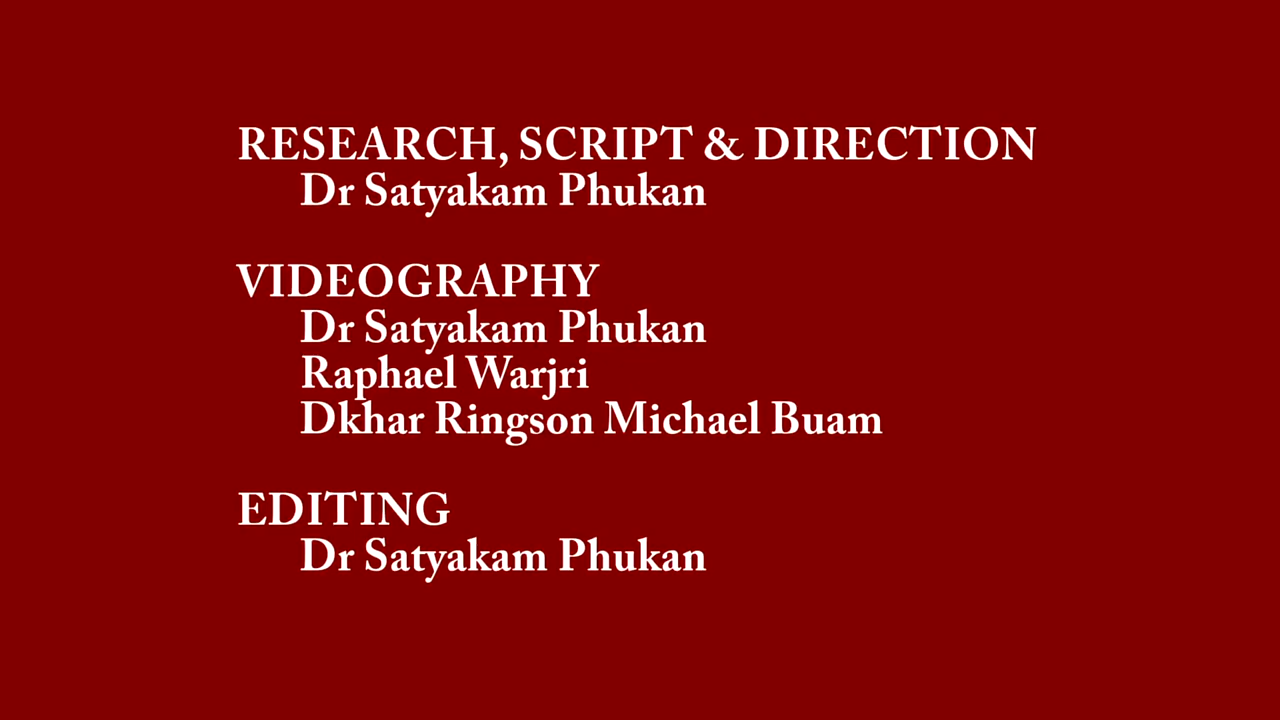 RESEARCH, SCRIPT & DIRECTION
Dr Satyakam Phukan
VIDEOGRAPHY
Dr Satyakam Phukan
Raphael Warjri
Dkhar Ringson Michael Buam
EDITING
Dr Satyakam Phukan